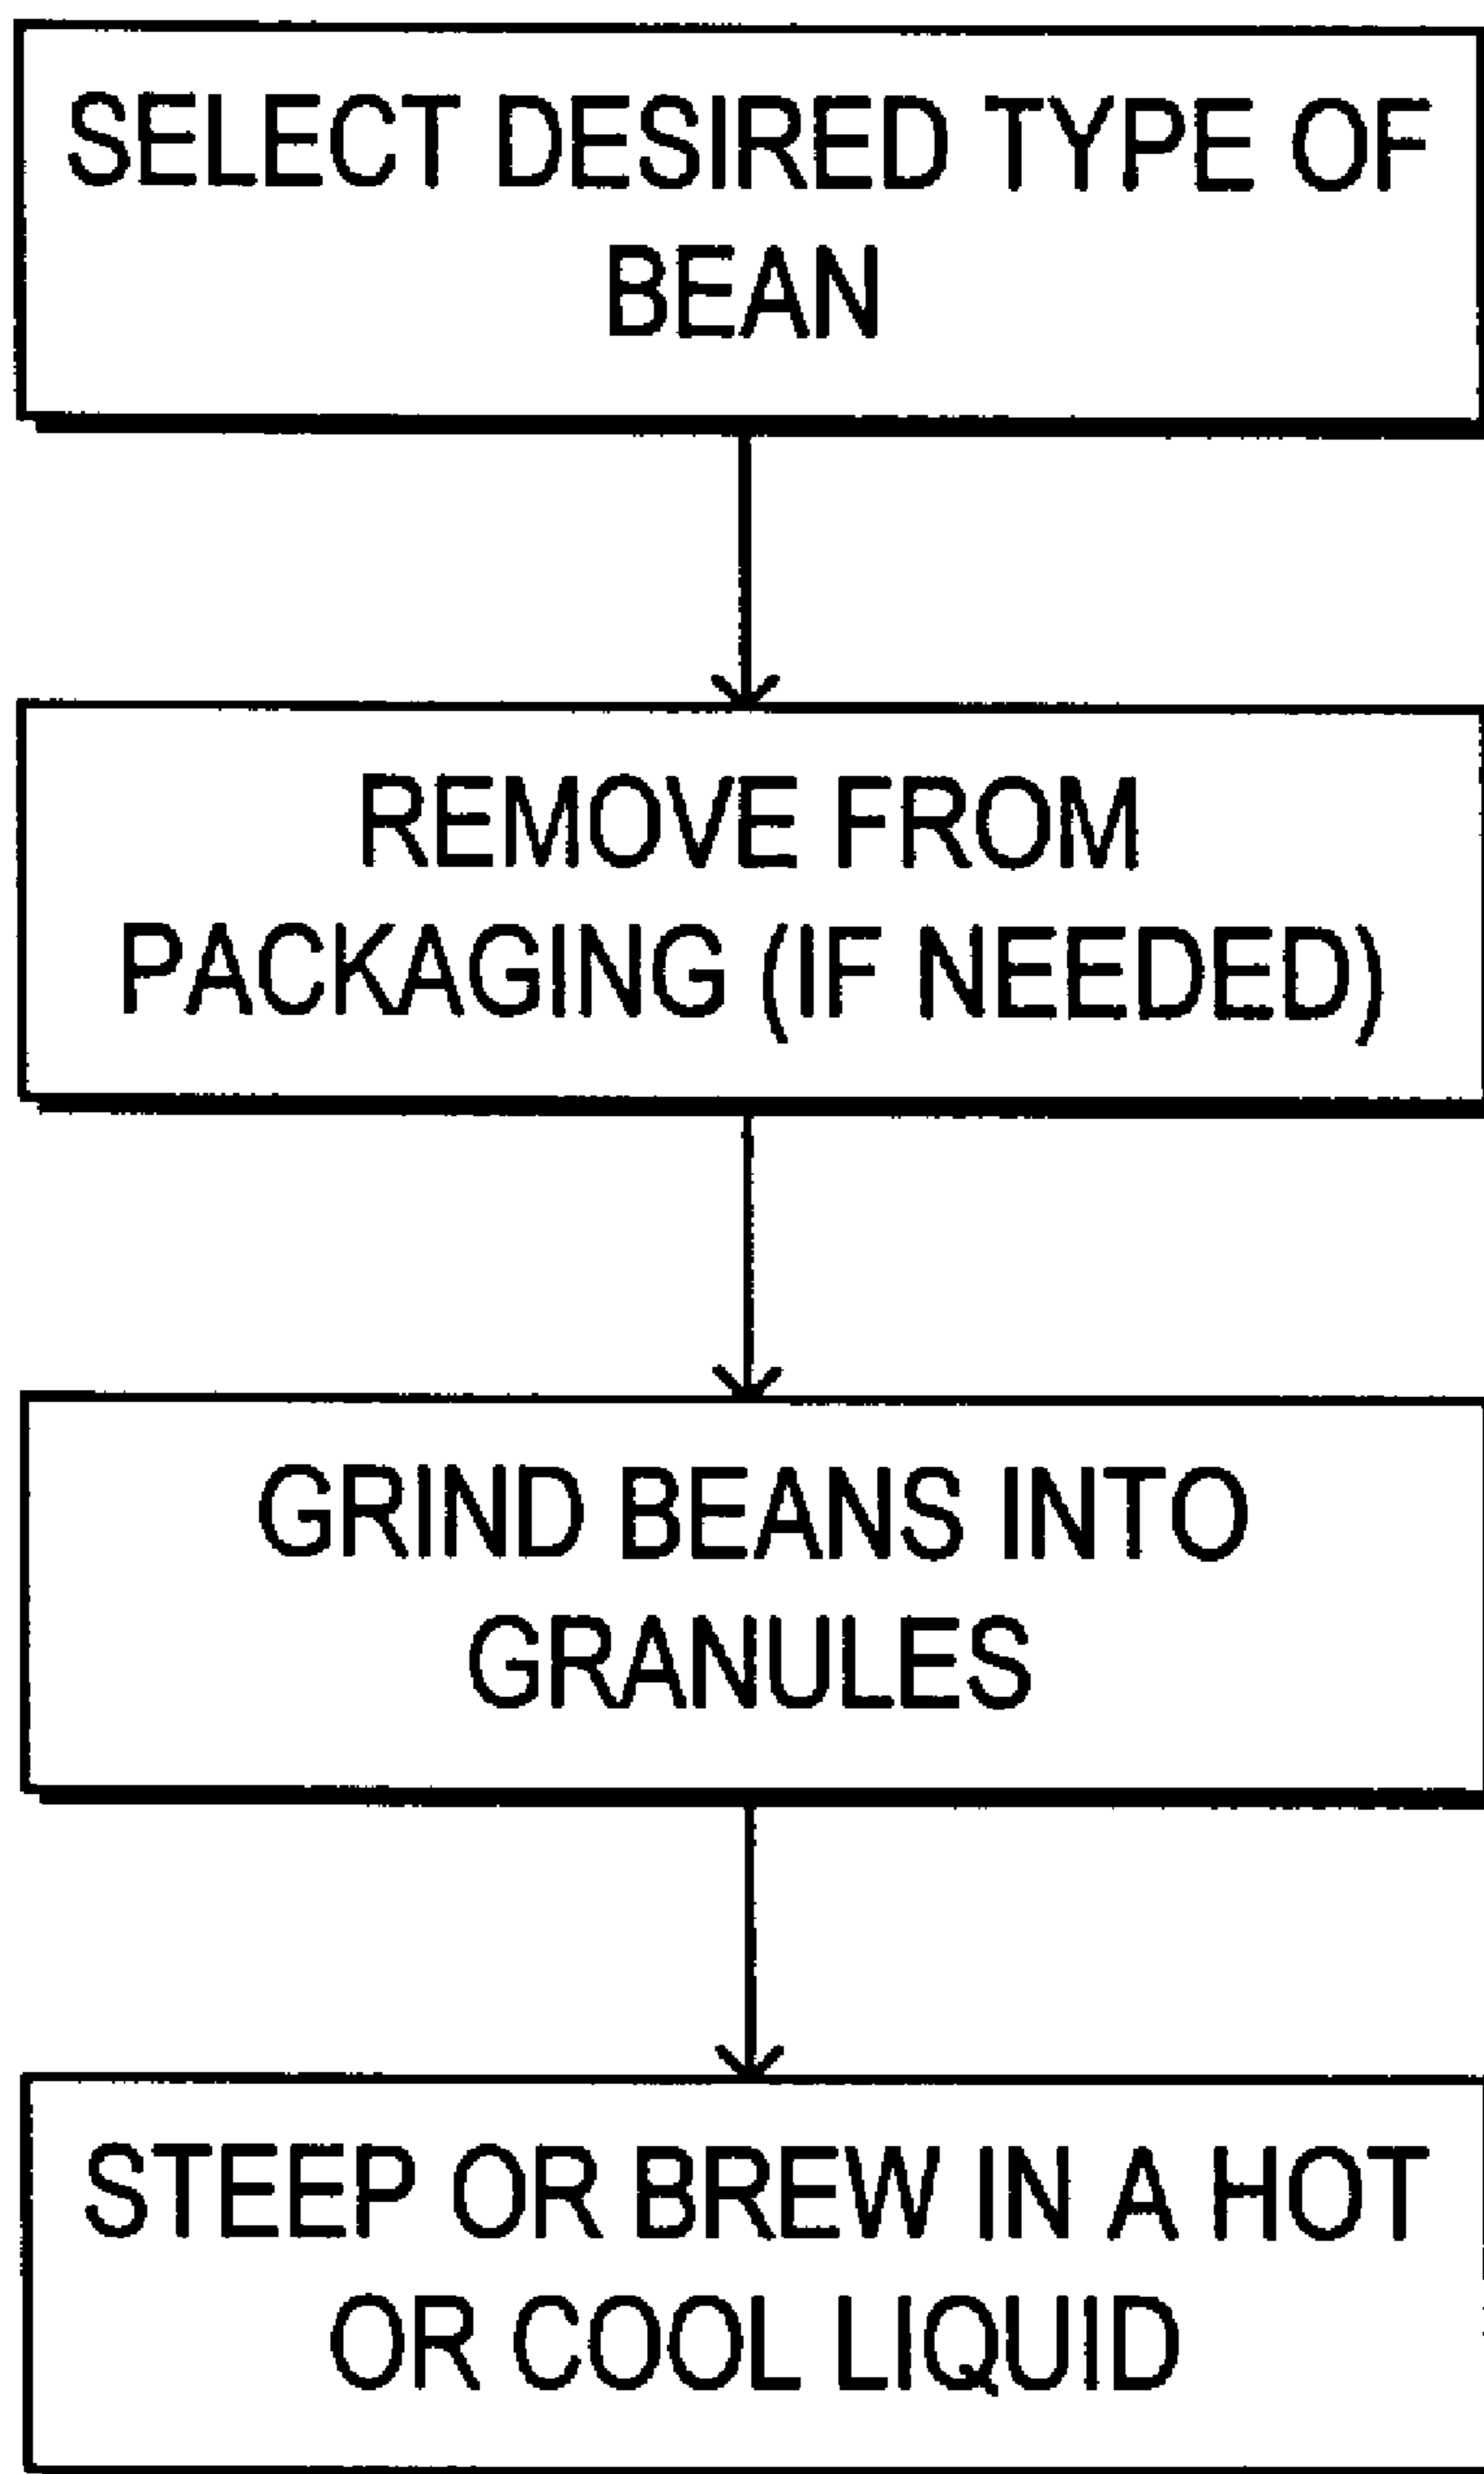 SELECT DESIRED TYPE OF
BEAN
REMOVE FROM
PACKAGING (IF NEEDED)
GRIND BEANS INTO
GRANULES
STEEP OR BREW IN A HOT
OR COOL LIQUID